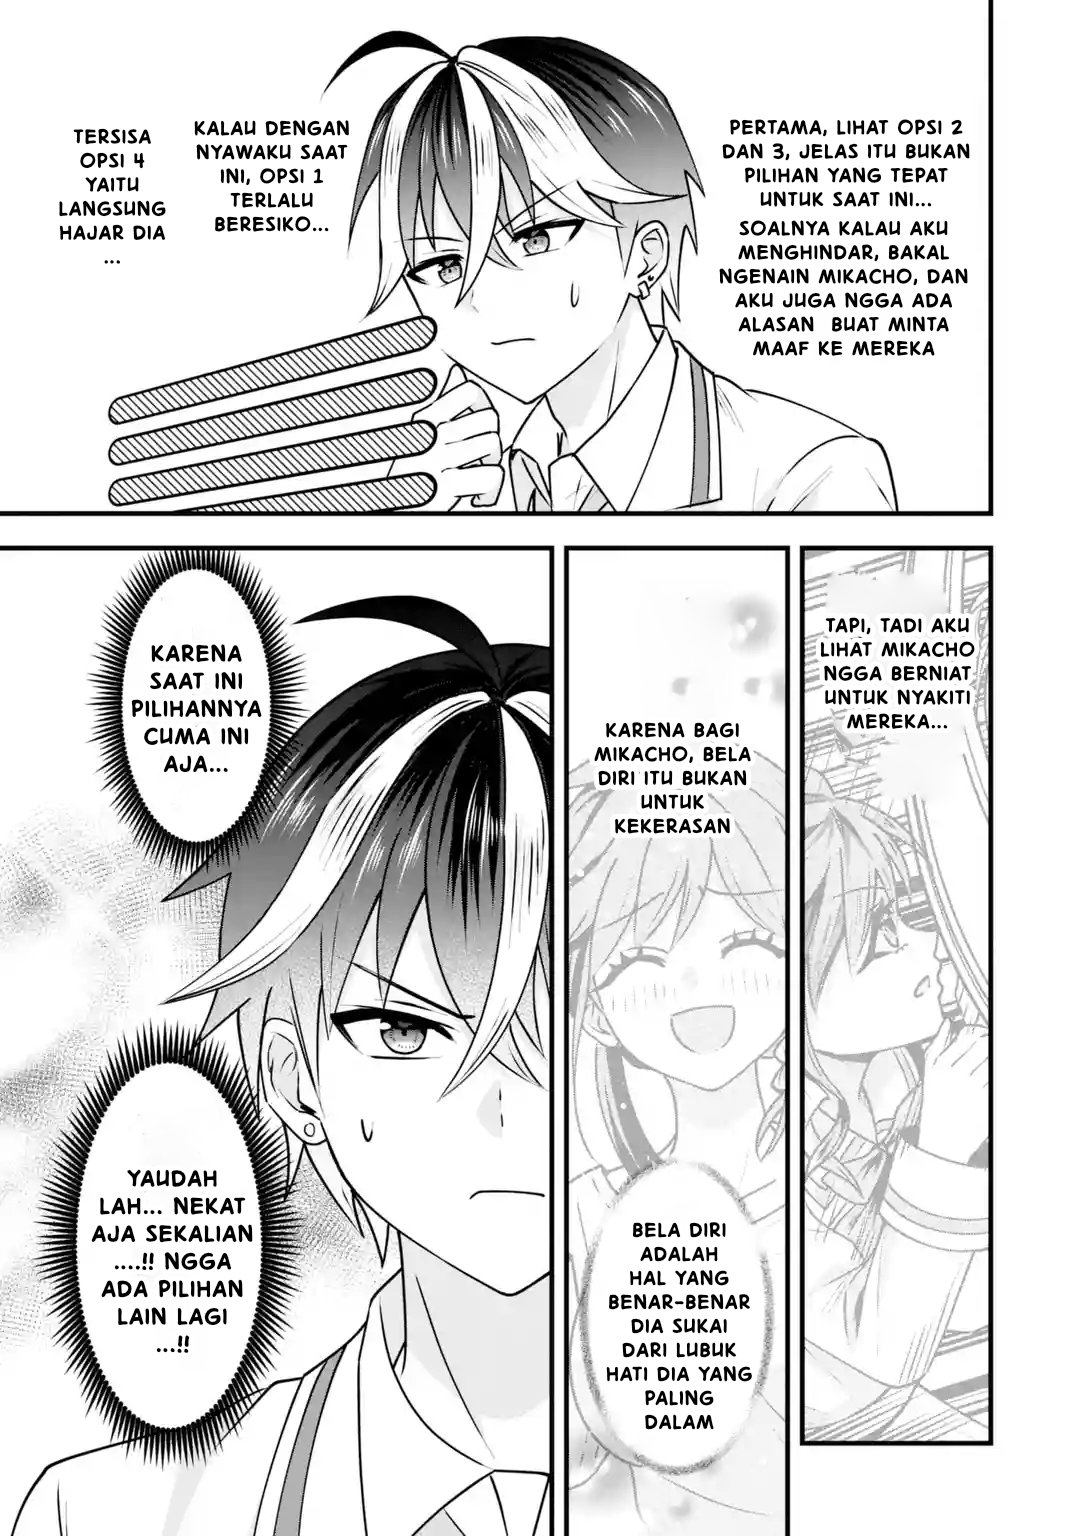 PERTAMA, LIHAT OPSI 2
DAN 3, JELAS ITU BUKAN
PILIHAN YANG TEPAT
UNTUK SAAT INI...
SOALNYA KALAU AKU
MENGHINDAR, BAKAL
NGENAIN MIKACHO, DAN
AKU JUGA NGGA ADA
ALASAN BUAT MINTA
MAAF KE MEREKA
KALAU DENGAN
NYAWAKU SAAT
INI, OPSI 1
TERLALU
BERESIKO...
TERSISA
OPSI 4
YAITU
LANGSUNG
HAJAR DIA
...
TAPI, TADI AKU
LIHAT MIKACHO
NGGA BERNIAT
UNTUK NYAKITI
MEREKA...
KARENA BAGI
MIKACHO, BELA
DIRI ITU BUKAN
UNTUK
KEKERASAN
BELA DIRI
ADALAH
HAL YANG
BENAR-BENAR
DIA SUKAI
DARI LUBUK
HATI DIA YANG
PALING
DALAM
KARENA
SAAT INI
PILIHANNYA
CUMA INI
AJA...
YAUDAH
LAH... NEKAT
AJA SEKALIAN
....!! NGGA
ADA PILIHAN
LAIN LAGI
...!!